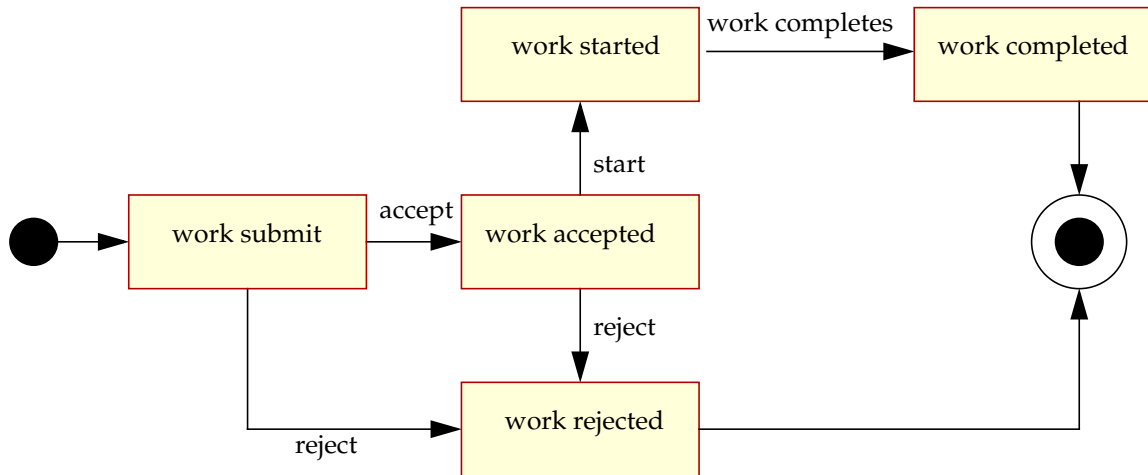 work started
work completes
work completed
start
work submit
accept
work accepted
reject
work rejected
reject